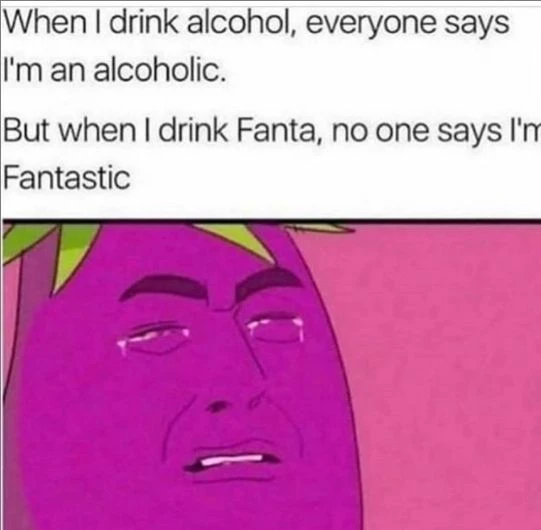 When I drink alcohol, everyone says
I'm an alcoholic.
But when I drink Fanta, no one says I'm
Fantastic